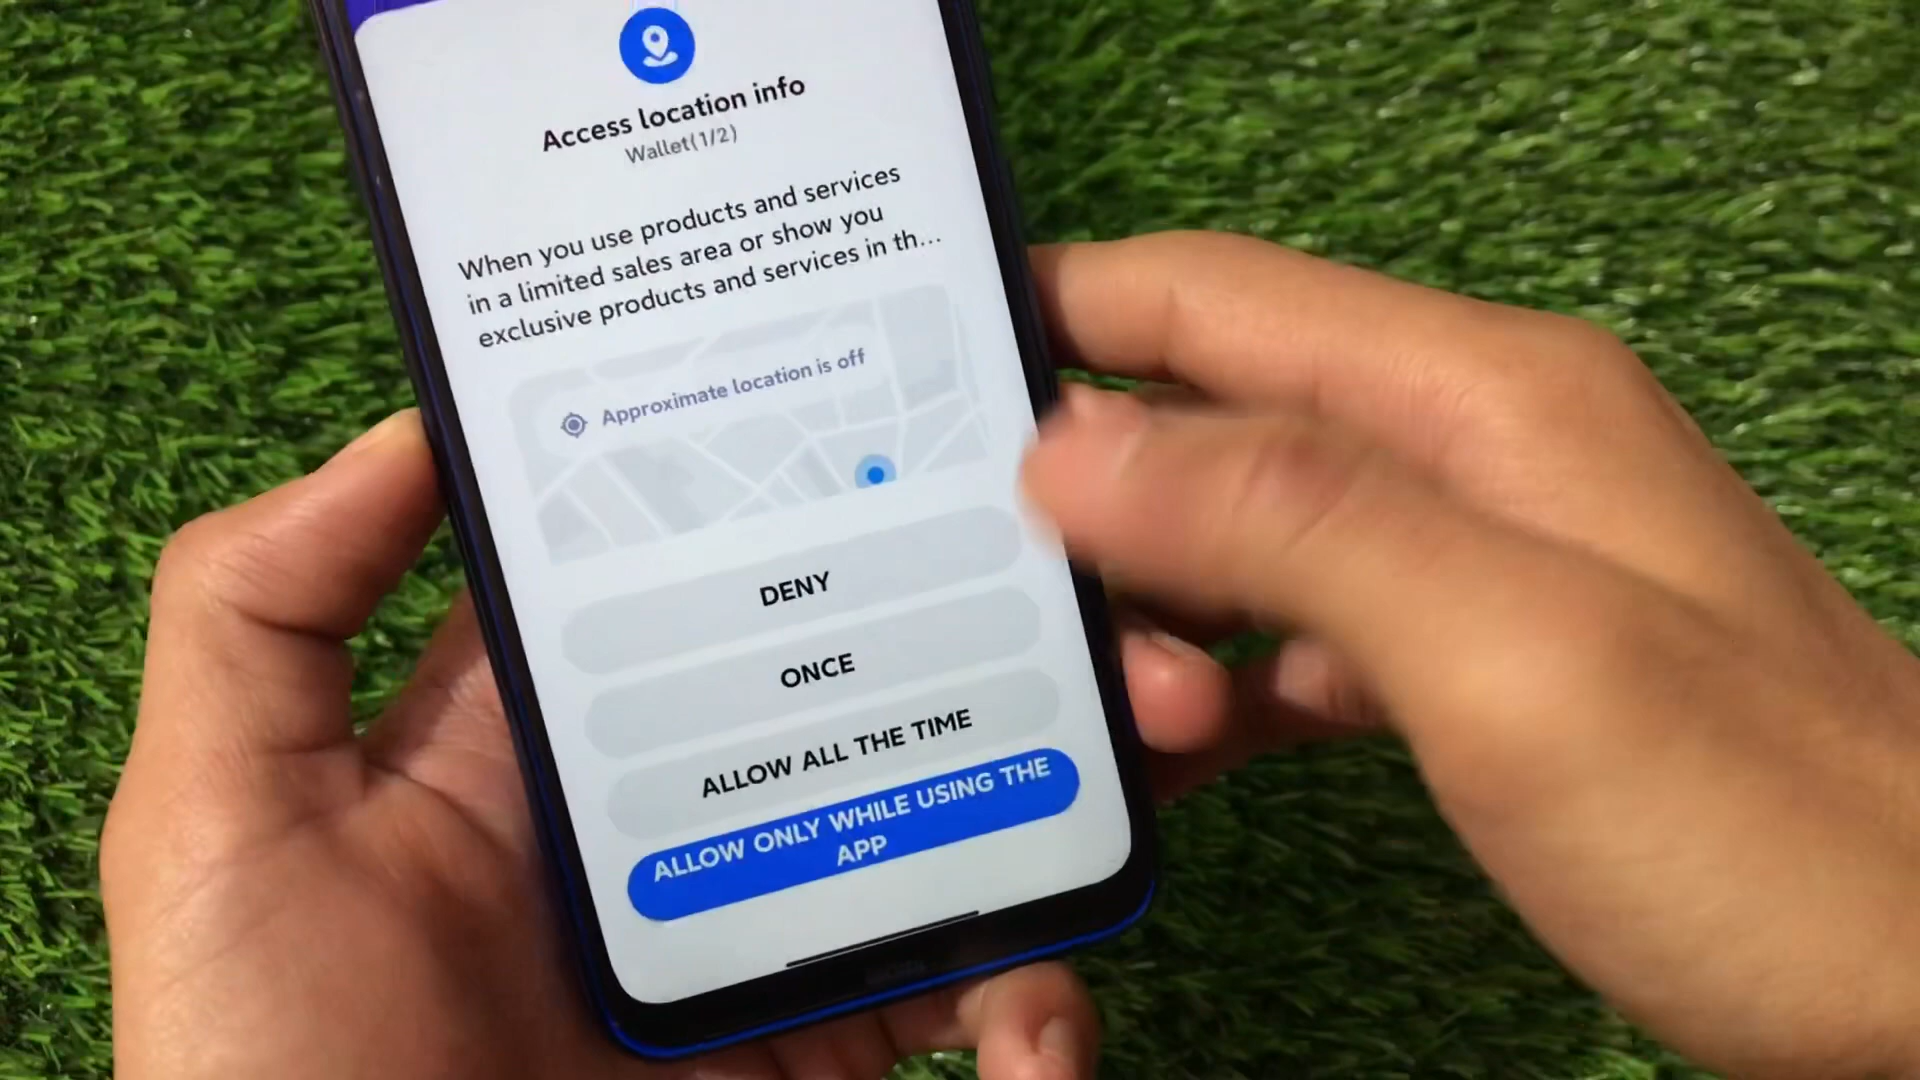 Access location info
Wallet(1/2)
When you use products and services
in a limited sales area or show you
exclusive products and services in th...
Approximate location is off
DENY
ONCE
ALLOW ALL THE TIME
ALLOW ONLY WHILE USING THE
APP